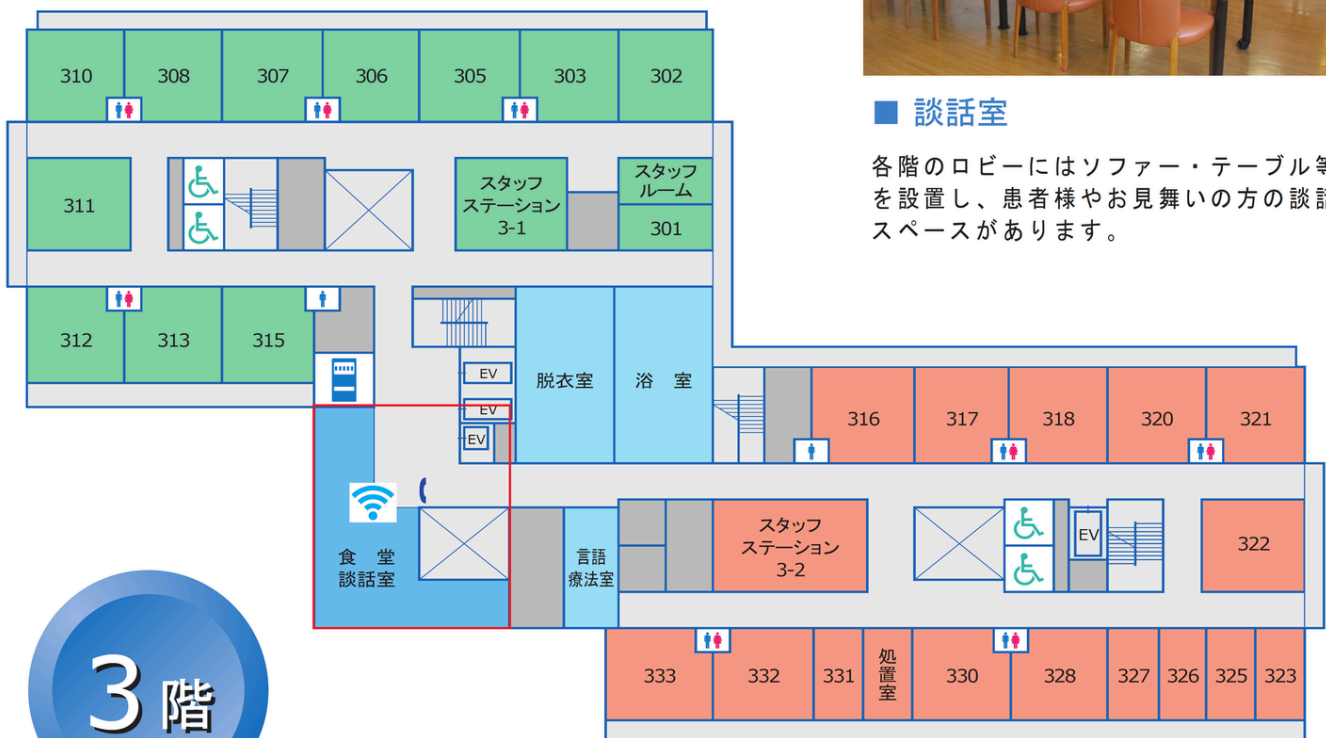 310
308
307
306
305
303
302
311
スタッフ
ステーション
3-1
スタッフ
ルーム
301
312
313
315
EV
EV
EV
脱衣室
浴 室
食 堂
談話室
言語
療法室
316
317
318
320
321
スタッフ
ステーション
3-2
EV
322
333
332
331
処置室
330
328
327
326
325
323
3階
■ 談話室
各階のロビーにはソファー・テーブル等
を設置し、患者様やお見舞いの方の談話
スペースがあります。